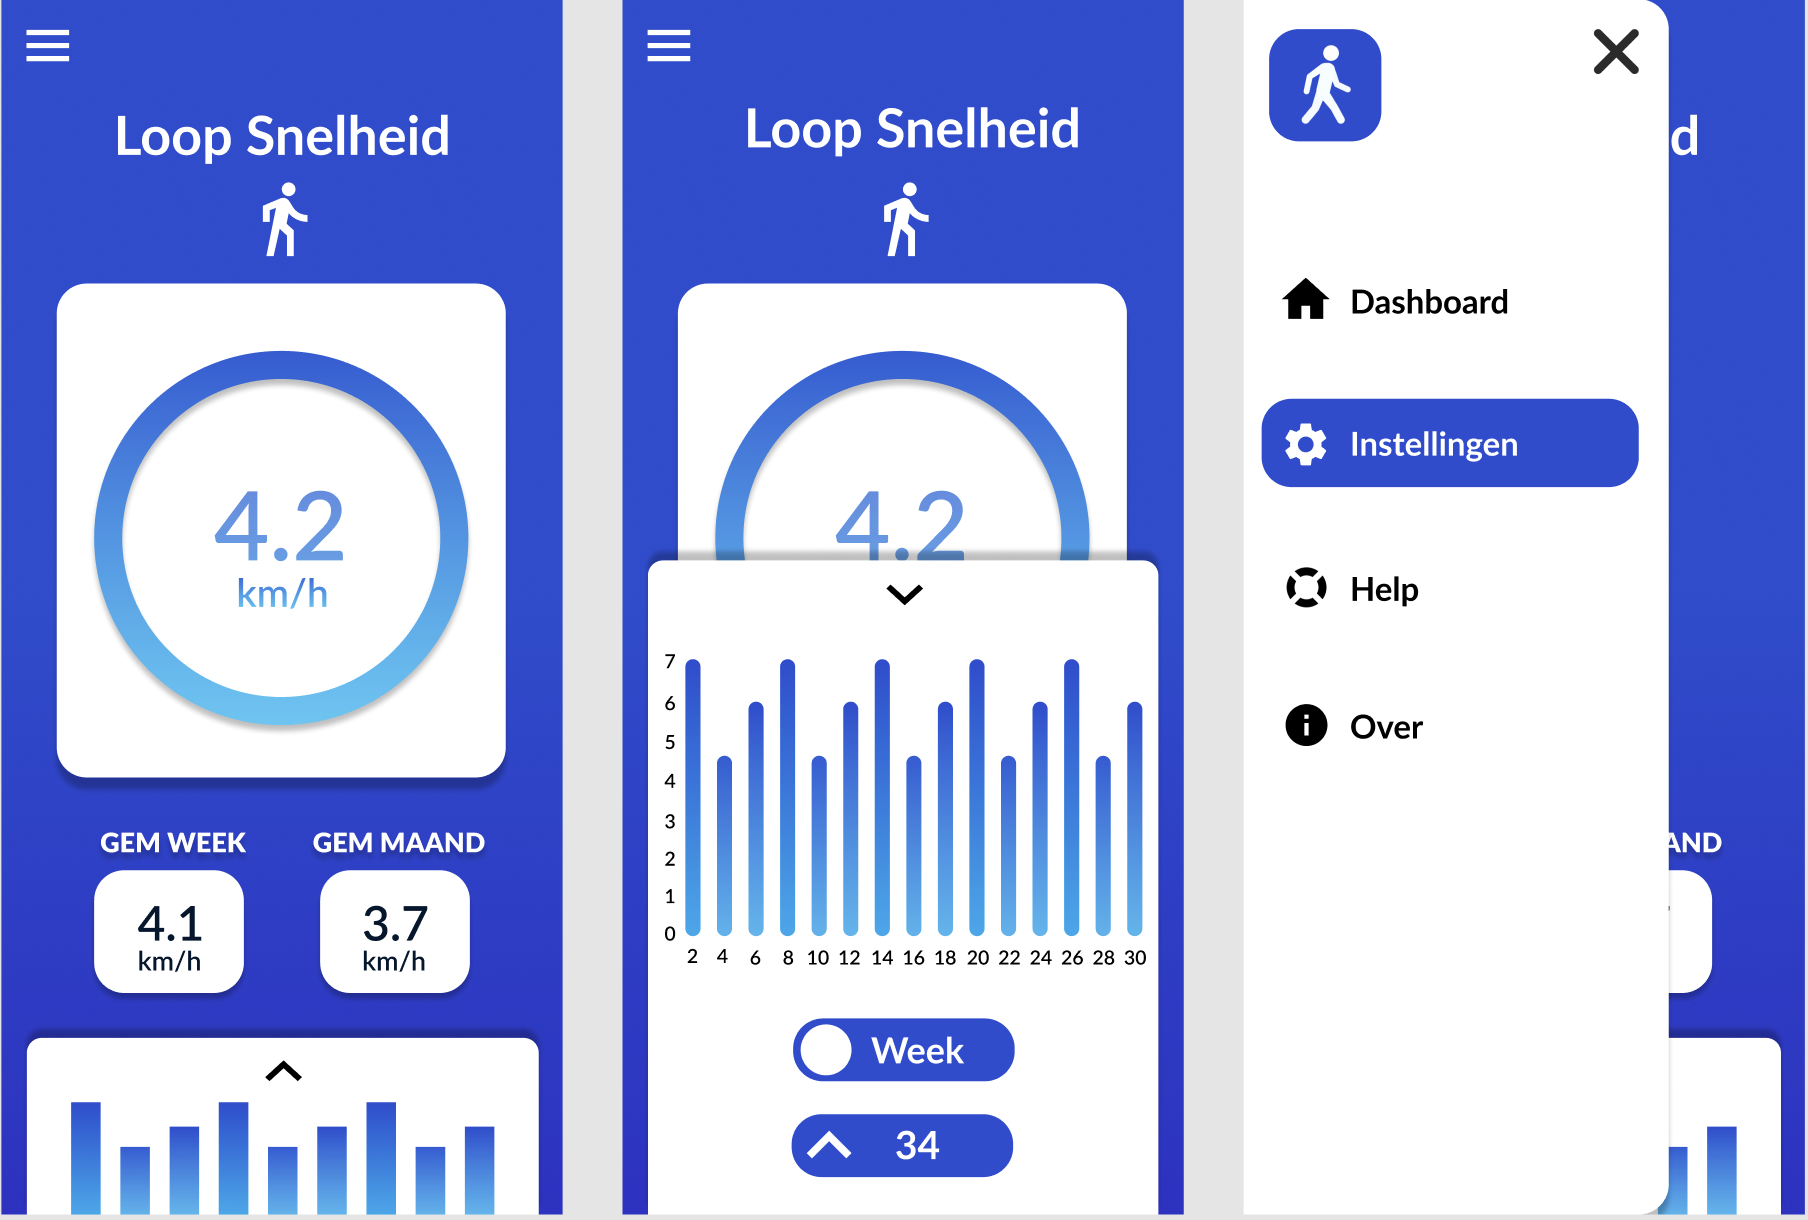 Loop Snelheid
4.2
km/h
GEM WEEK
GEM MAAND
4.1
km/h
3.7
km/h
Loop Snelheid
4.2
7
6
5
4
3
2
1
0
2 4 6 8 10 12 14 16 18 20 22 24 26 28 30
Week
34
d
Dashboard
Instellingen
Help
Over
AND